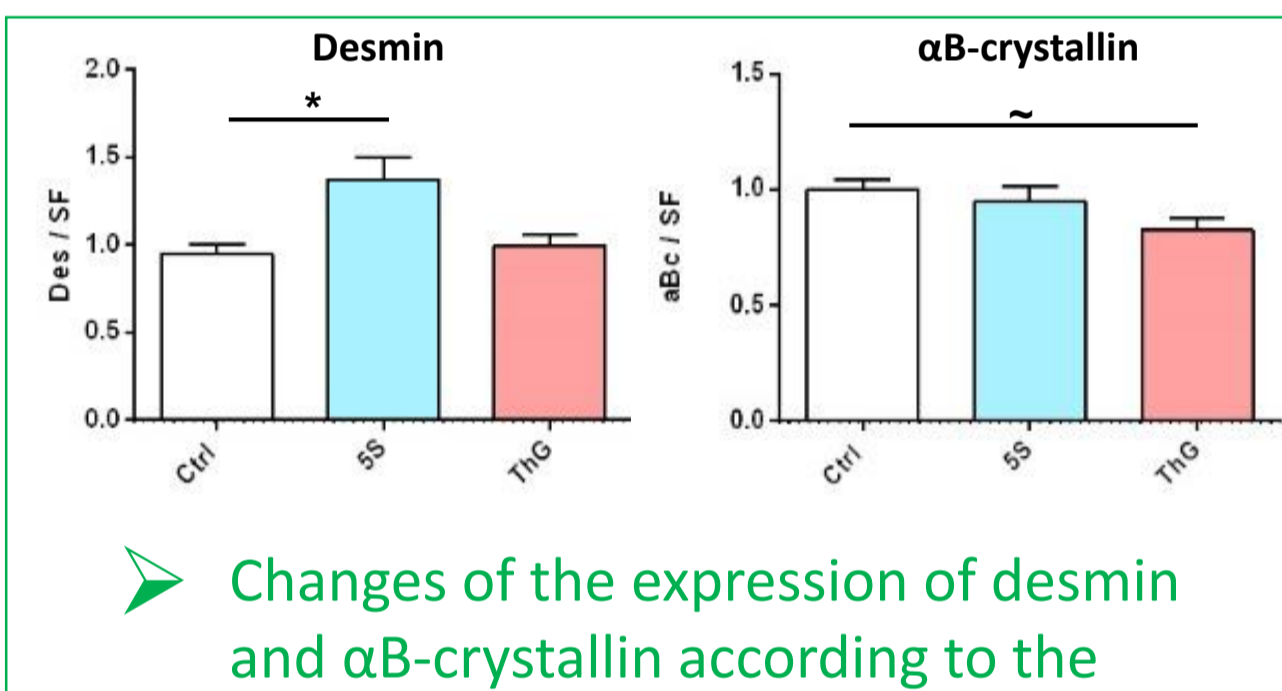 Desmin
2.0
*
1.5
Des / SF
1.0
0.5
0.0
Ctrl
5S
ThG
αB-crystallin
1.5
~
1.0
aBc / SF
0.5
0.0
Ctrl
5S
ThG
Changes of the expression of desmin
and αB-crystallin according to the